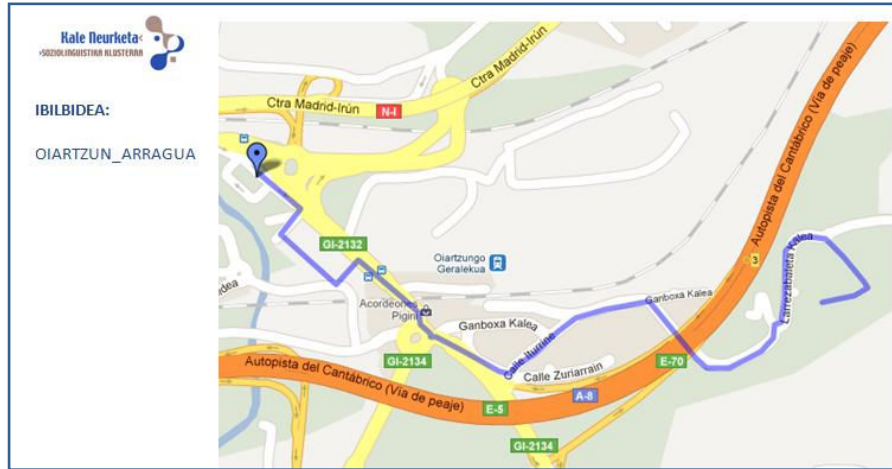 Kale Neurketa
SOZIOLINGUISTIKA KLUSTERRA
IBILBIDEA:
OIARTZUN_ARRAGUA
Ctra Madrid-Irún
Ctra Madrid-Irún
N-I
GI-2132
Oiartzungo
Geralekua
Acordeones
Pigini
Ganboxa Kalea
Ganboxa Kalea
Calle Iturrine
Calle Zuriarrain
GI-2134
Autopista del Cantábrico (Vía de peaje)
E-5
A-8
E-70
GI-2134
3
Larrezabaleta Kalea
Autopista del Cantábrico (Vía de peaje)